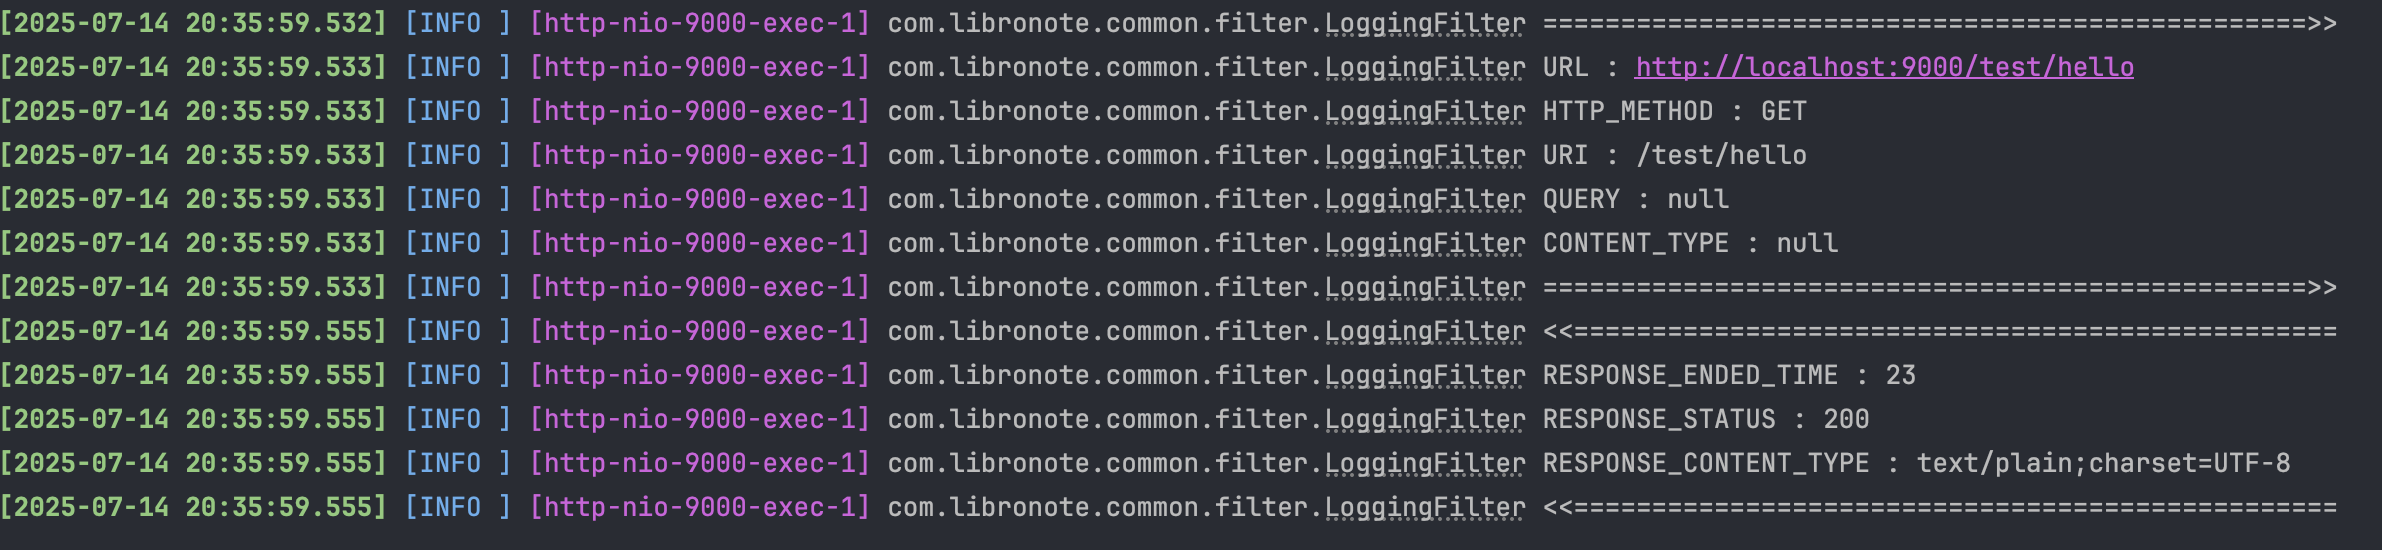 [2025-07-14 20:35:59.532] [INFO ] [http-nio-9000-exec-1] com.libronote.common.filter.LoggingFilter =================================================>>
[2025-07-14 20:35:59.533] [INFO ] [http-nio-9000-exec-1] com.libronote.common.filter.LoggingFilter URL : http://localhost:9000/test/hello
[2025-07-14 20:35:59.533] [INFO ] [http-nio-9000-exec-1] com.libronote.common.filter.LoggingFilter HTTP_METHOD : GET
[2025-07-14 20:35:59.533] [INFO ] [http-nio-9000-exec-1] com.libronote.common.filter.LoggingFilter URI : /test/hello
[2025-07-14 20:35:59.533] [INFO ] [http-nio-9000-exec-1] com.libronote.common.filter.LoggingFilter QUERY : null
[2025-07-14 20:35:59.533] [INFO ] [http-nio-9000-exec-1] com.libronote.common.filter.LoggingFilter CONTENT_TYPE : null
[2025-07-14 20:35:59.533] [INFO ] [http-nio-9000-exec-1] com.libronote.common.filter.LoggingFilter =================================================>>
[2025-07-14 20:35:59.555] [INFO ] [http-nio-9000-exec-1] com.libronote.common.filter.LoggingFilter <<=================================================
[2025-07-14 20:35:59.555] [INFO ] [http-nio-9000-exec-1] com.libronote.common.filter.LoggingFilter RESPONSE_ENDED_TIME : 23
[2025-07-14 20:35:59.555] [INFO ] [http-nio-9000-exec-1] com.libronote.common.filter.LoggingFilter RESPONSE_STATUS : 200
[2025-07-14 20:35:59.555] [INFO ] [http-nio-9000-exec-1] com.libronote.common.filter.LoggingFilter RESPONSE_CONTENT_TYPE : text/plain;charset=UTF-8
[2025-07-14 20:35:59.555] [INFO ] [http-nio-9000-exec-1] com.libronote.common.filter.LoggingFilter <<=================================================